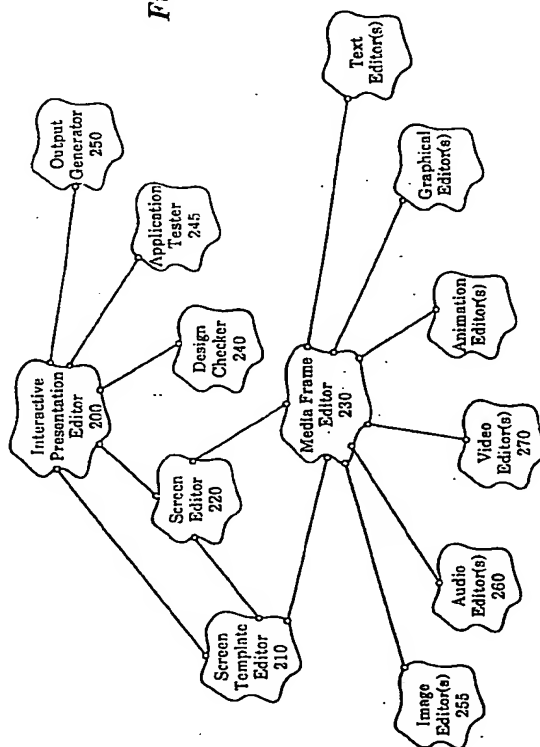 Interactive
Presentation
Editor
200
Output
Generator
250
Application
Tester
245
Design
Checker
240
Screen
Editor
220
Screen
Template
Editor
210
Media Frame
Editor
230
Image
Editor(s)
255
Audio
Editor(s)
260
Video
Editor(s)
270
Animation
Editor(s)
Graphical
Editor(s)
Text
Editor(s)